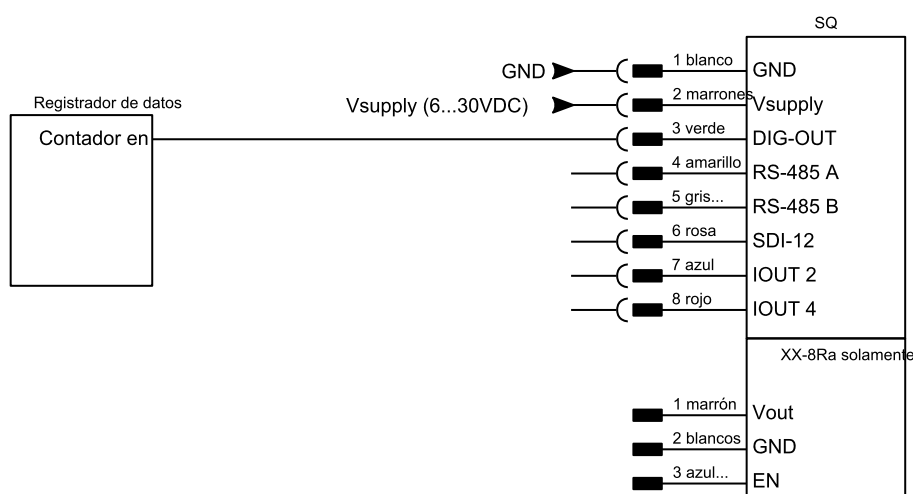 SQ
GND
1 blanco
GND
Registrador de datos
Vsupply (6...30VDC)
2 marrones
Vsupply
Contador en
3 verde
DIG-OUT
4 amarillo
RS-485 A
5 gris...
RS-485 B
6 rosa
SDI-12
7 azul
IOUT 2
8 rojo
IOUT 4
XX-8Ra solamente
1 marrón
Vout
2 blancos
GND
3 azul...
EN